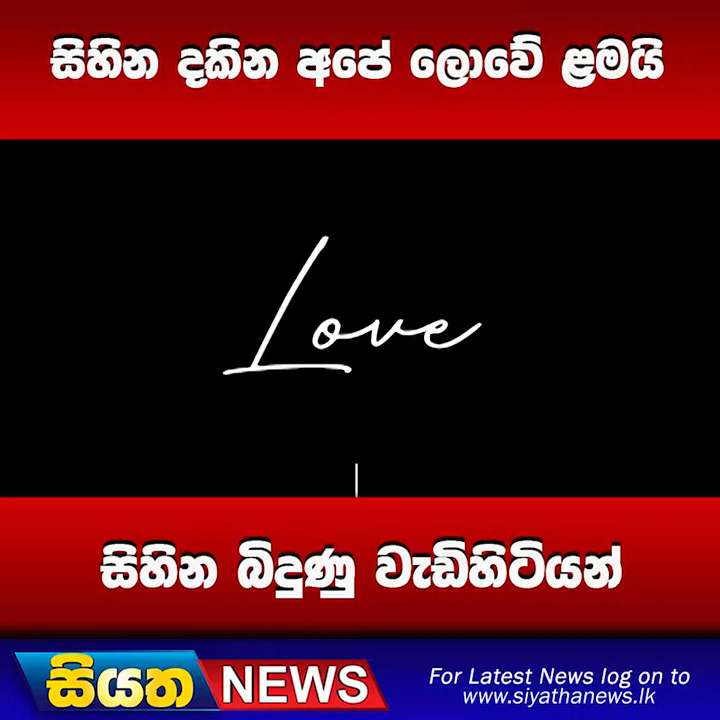 සිහින දකින අපේ ලොවේ ළමයි
Love
සිහින බිදුණු වැඩිහිටියන්
සියත NEWS
For Latest News log on to
www.siyathanews.lk